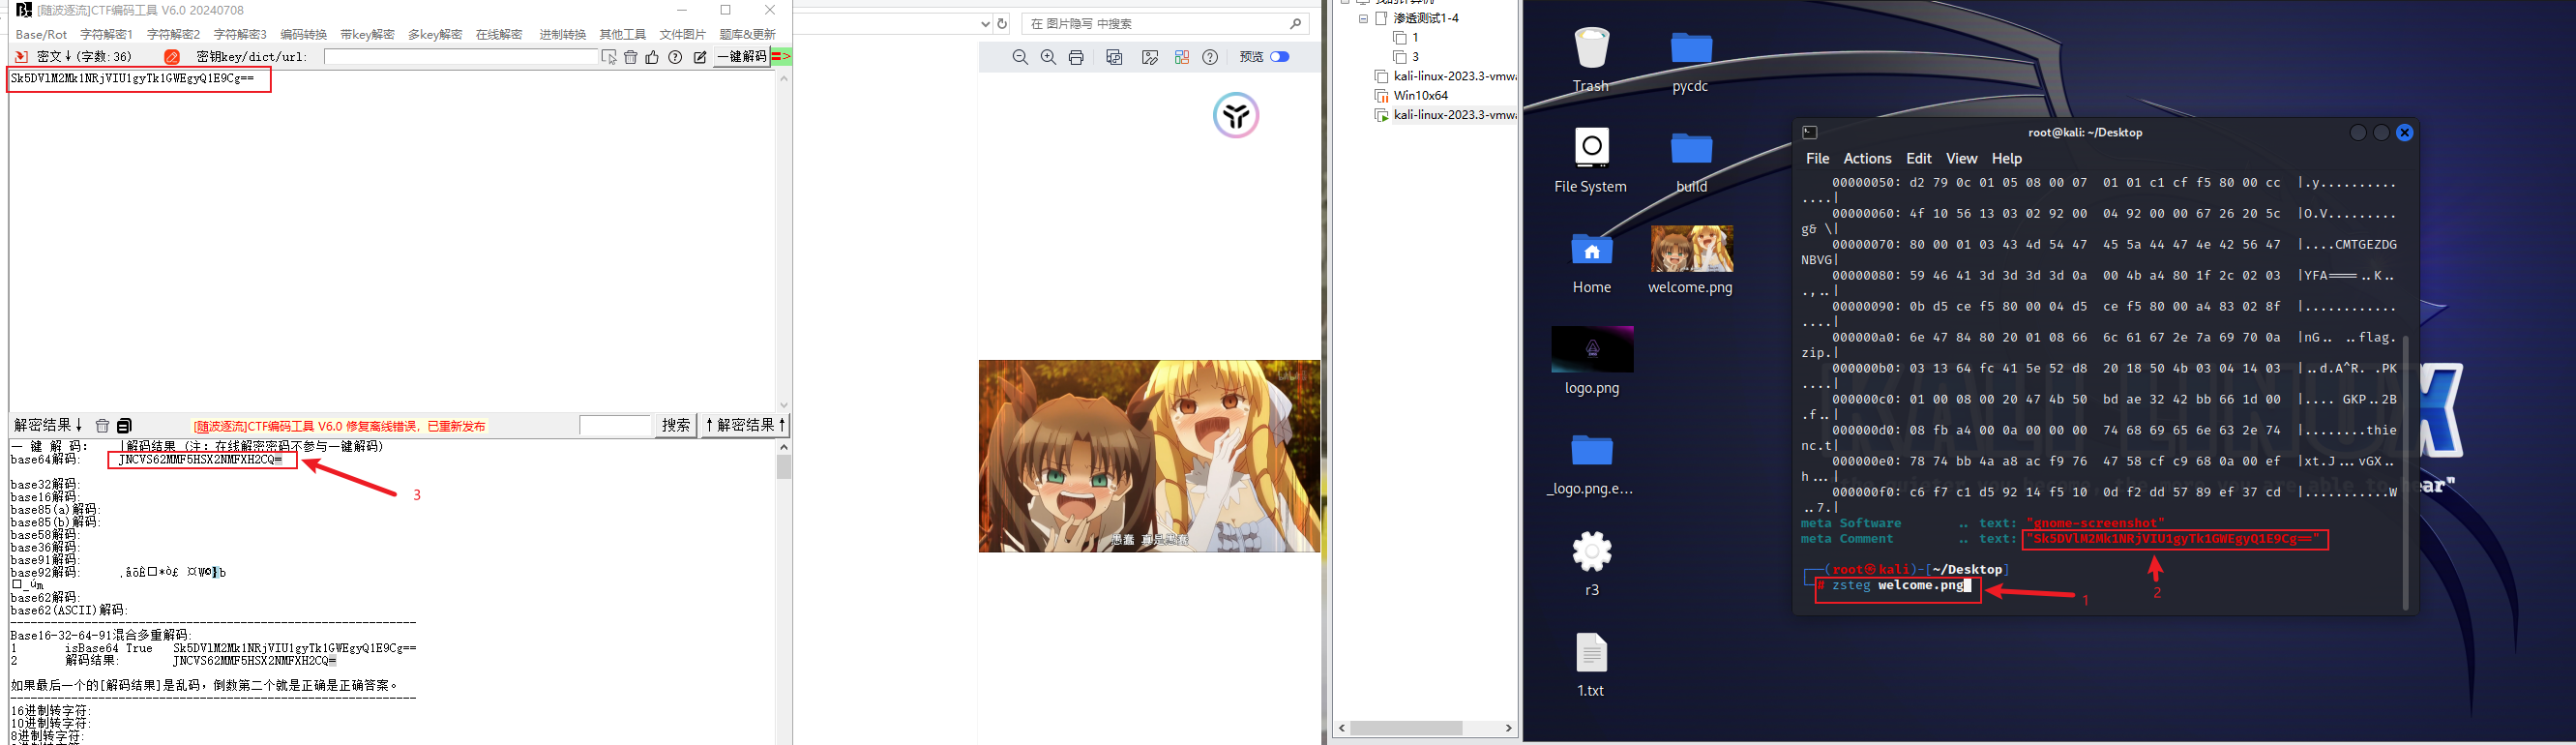 [随波逐流]CTF编码工具 V6.0 20240708
Base/Rot 字符解密1 字符解密2 字符解密3 编码转换 带key解密 多key解密 在线解密 进制转换 其他工具 文件图片 题库&更新
密文↓(字数:36) 密钥key/dict/url: 一键解码 =>
Sk5DVlM2Mk1NRjVIU1gyTk1GWEgyQ1E9Cg==
解密结果↓ [随波逐流]CTF编码工具 V6.0 修复离线错误，已重新发布 搜索 ↑解密结果↑
一 键 解 码: |解码结果 (注：在线解密密码不参与一键解码)
base64解码: JNCVS62MMF5HSX2NMFXH2CQ=
3
base32解码:
base16解码:
base85(a)解码:
base85(b)解码:
base58解码:
base36解码:
base91解码:
base92解码:
base62解码:
base62(ASCII)解码:
Base16-32-64-91混合多重解码:
1 isBase64 True Sk5DVlM2Mk1NRjVIU1gyTk1GWEgyQ1E9Cg==
2 解码结果: JNCVS62MMF5HSX2NMFXH2CQ=
如果最后一个的[解码结果]是乱码，倒数第二个就是正确是正确答案。
16进制转字符:
10进制转字符:
8进制转字符:
在 图片隐写 中搜索
预览
愚蠢 真是愚蠢
渗透测试1-4
1
3
kali-linux-2023.3-vmwa
Win10x64
kali-linux-2023.3-vmwa
Trash
pycdc
File System
build
Home
welcome.png
logo.png
_logo.png.e...
r3
1.txt
root@kali: ~/Desktop
File Actions Edit View Help
00000050: d2 79 0c 01 05 08 00 07 01 01 c1 cf f5 80 00 cc |.y..........
....|
00000060: 4f 10 56 13 03 02 92 00 04 92 00 00 67 26 20 5c |O.V.........
g& \|
00000070: 80 00 01 03 43 4d 54 47 45 5a 44 47 4e 42 56 47 |....CMTGEZDG
NBVG|
00000080: 59 46 41 3d 3d 3d 3d 0a 00 4b a4 80 1f 2c 02 03 |YFA====..K..
.,..|
00000090: 0b d5 ce f5 80 00 04 d5 ce f5 80 00 a4 83 02 8f |............
....|
000000a0: 6e 47 84 80 20 01 08 66 6c 61 67 2e 7a 69 70 0a |nG.. ..flag.
zip.|
000000b0: 03 13 64 fc 41 5e 52 d8 20 18 50 4b 03 04 14 03 |..d.A^R. .PK
....|
000000c0: 01 00 08 00 20 47 4b 50 bd ae 32 42 bb 66 1d 00 |.... GKP..2B
.f..|
000000d0: 08 fb a4 00 0a 00 00 00 74 68 69 65 6e 63 2e 74 |........thie
nc.t|
000000e0: 78 74 bb 4a a8 ac f9 76 47 58 cf fc c9 68 0a 00 ef |xt.J...vGX..
h...|
000000f0: c6 f7 c1 d5 92 14 f5 10 0d f2 dd 57 89 ef 37 cd |...........W
..7.|
meta Software .. text: "gnome-screenshot"
meta Comment .. text: "Sk5DVlM2Mk1NRjVIU1gyTk1GWEgyQ1E9Cg=="
(root㉿kali)-[~/Desktop]
# zsteg welcome.png
1
2